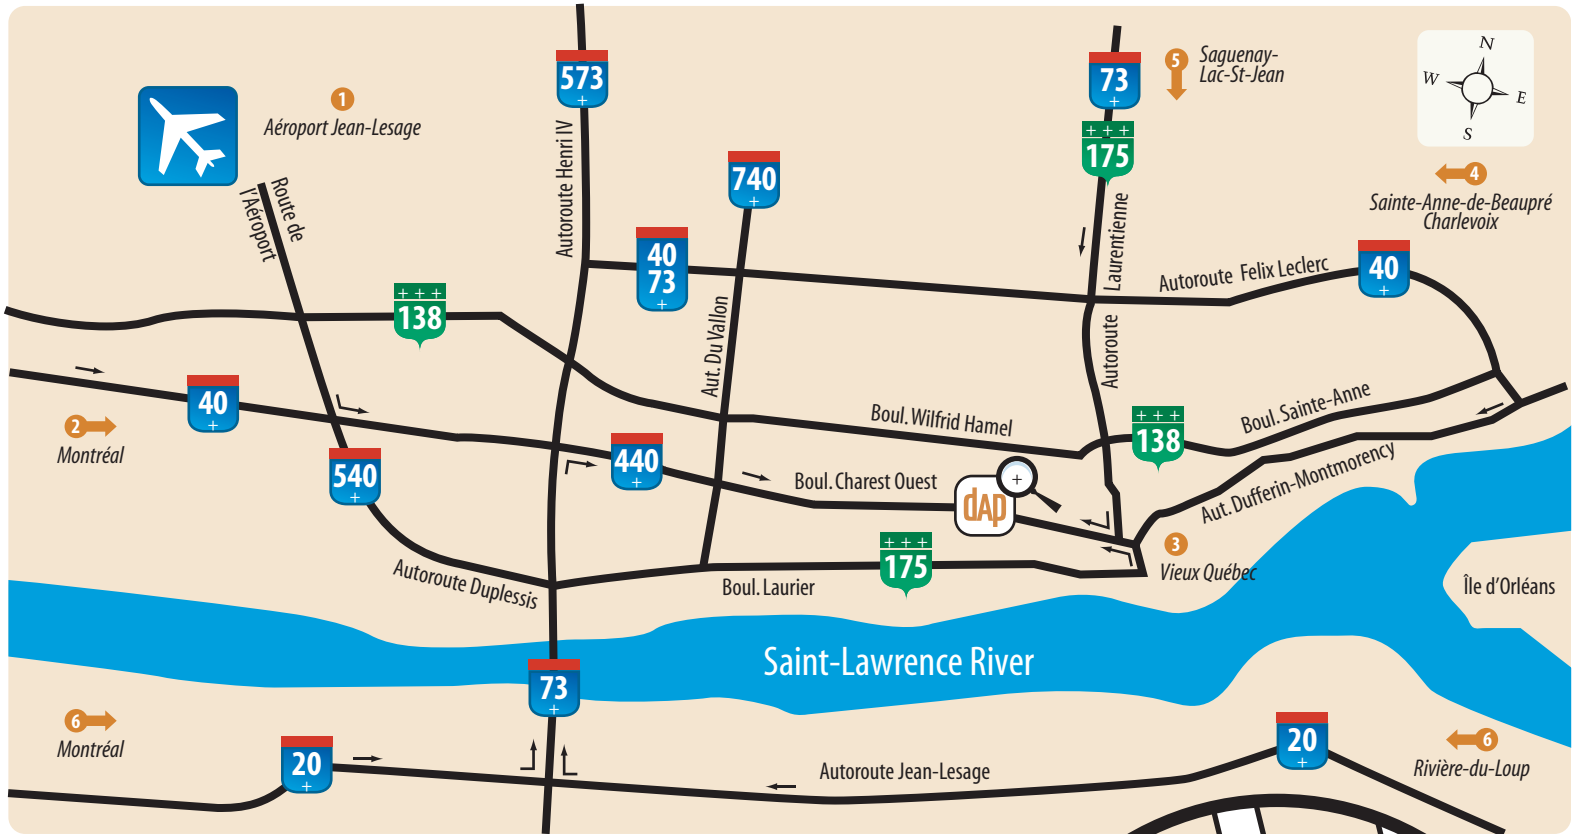 573
73
5
Saguenay-
Lac-St-Jean
N
W
E
S
1
Aéroport Jean-Lesage
Autoroute Henri IV
175
740
4
Sainte-Anne-de-Beaupré
Charlevoix
Route de
l'Aéroport
40
73
Laurentienne
Autoroute Felix Leclerc
40
138
Aut. Du Vallon
Autoroute
40
2
Montréal
Boul. Wilfrid Hamel
138
Boul. Sainte-Anne
540
440
Boul. Charest Ouest
dAp
Aut. Dufferin-Montmorency
3
Vieux Québec
175
Autoroute Duplessis
Boul. Laurier
Île d'Orléans
Saint-Lawrence River
73
6
Montréal
20
Autoroute Jean-Lesage
20
6
Rivière-du-Loup